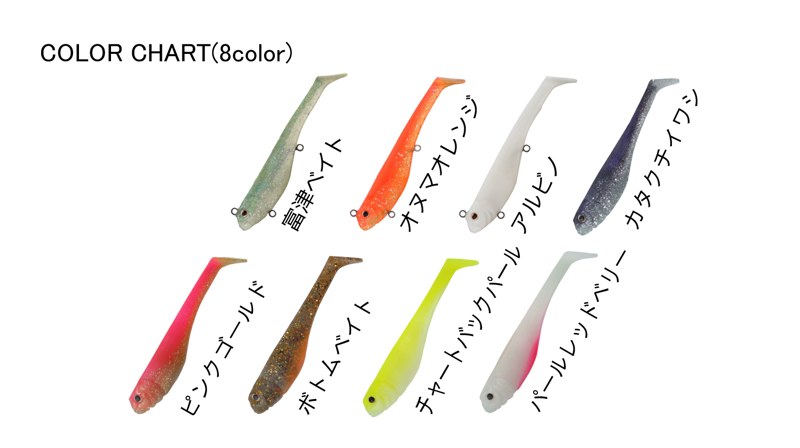 COLOR CHART(8color)
富津ベイト
オヌマオレンジ
アルビノ
カタクチイワシ
ピンクゴールド
ボトムベイト
チャートバックパール
パールレッドベリー